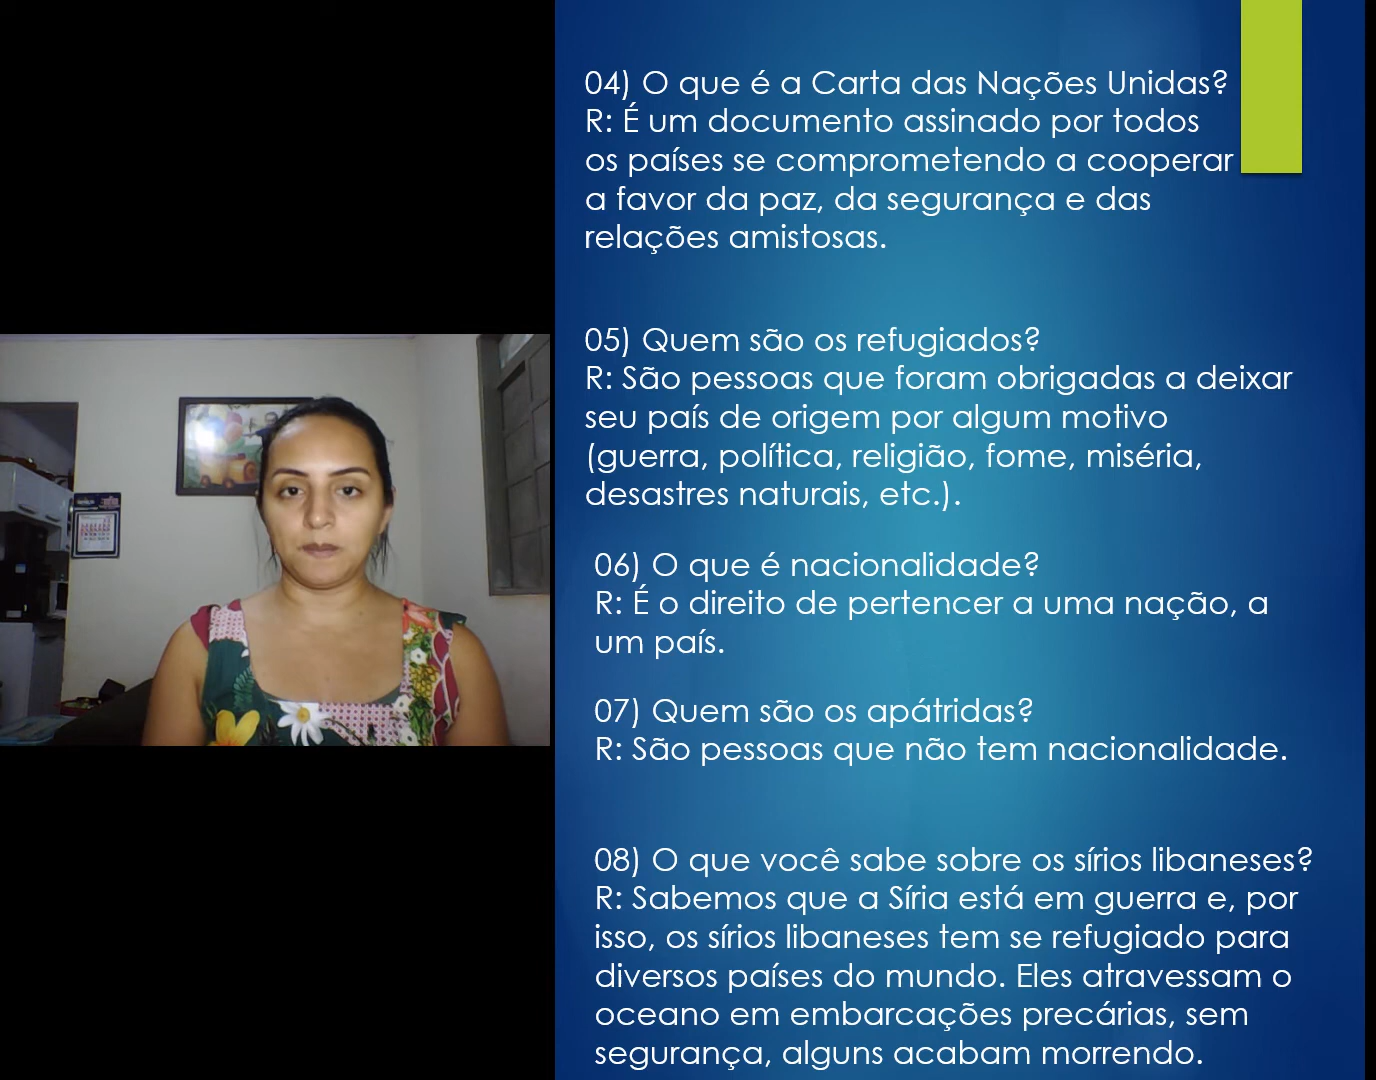 04) O que é a Carta das Nações Unidas?
R: É um documento assinado por todos
os países se comprometendo a cooperar
a favor da paz, da segurança e das
relações amistosas.
05) Quem são os refugiados?
R: São pessoas que foram obrigadas a deixar
seu país de origem por algum motivo
(guerra, política, religião, fome, miséria,
desastres naturais, etc.).
06) O que é nacionalidade?
R: É o direito de pertencer a uma nação, a
um país.
07) Quem são os apátridas?
R: São pessoas que não tem nacionalidade.
08) O que você sabe sobre os sírios libaneses?
R: Sabemos que a Síria está em guerra e, por
isso, os sírios libaneses tem se refugiado para
diversos países do mundo. Eles atravessam o
oceano em embarcações precárias, sem
segurança, alguns acabam morrendo.